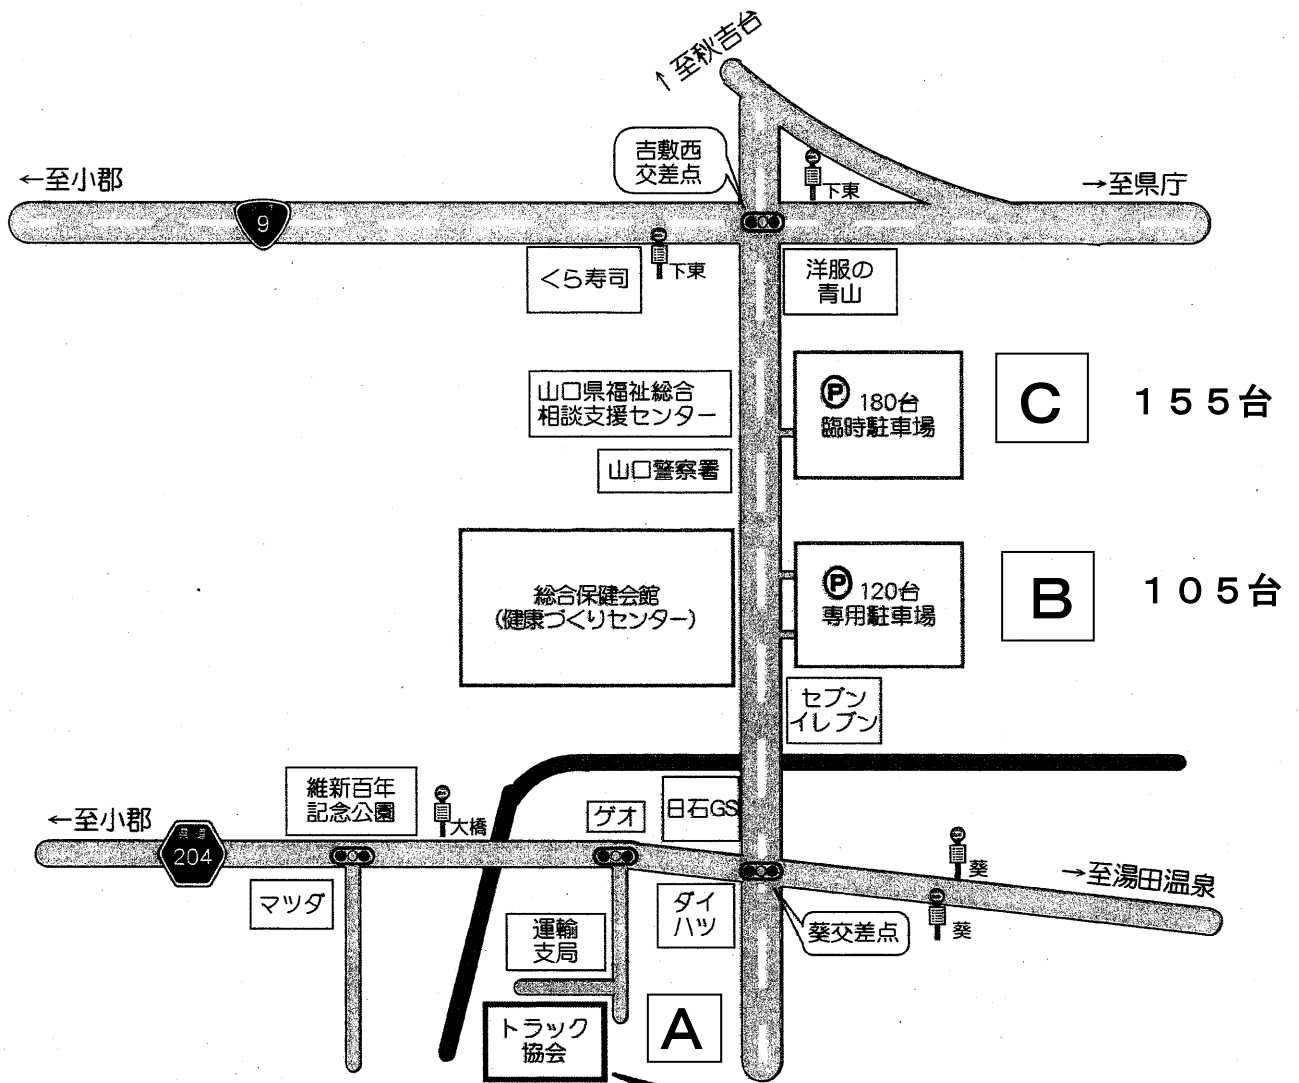 ↑至秋吉台
吉敷西
交差点
←至小郡
→至県庁
下東
9
下東
くら寿司
洋服の
青山
山口県福祉総合
相談支援センター
P 180台
臨時駐車場
C
155台
山口警察署
総合保健会館
(健康づくりセンター)
P 120台
専用駐車場
B
105台
セブン
イレブン
維新百年
記念公園
大橋
ゲオ
日石GS
←至小郡
204
葵
→至湯田温泉
マツダ
ダイ
ハツ
葵
葵交差点
運輸
支局
A
トラック
協会